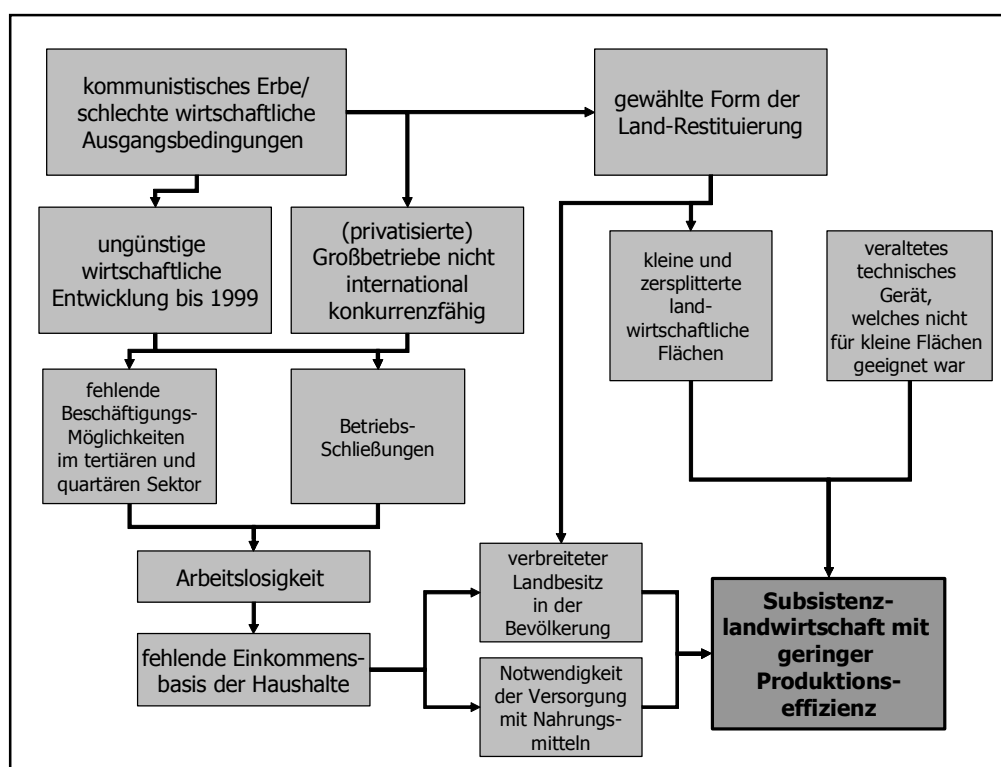 kommunistisches Erbe/
schlechte wirtschaftliche
Ausgangsbedingungen
gewählte Form der
Land-Restituierung
ungünstige
wirtschaftliche
Entwicklung bis 1999
(privatisierte)
Großbetriebe nicht
international
konkurrenzfähig
kleine und
zersplitterte
land-
wirtschaftliche
Flächen
veraltetes
technisches
Gerät,
welches nicht
für kleine Flächen
geeignet war
fehlende
Beschäftigungs-
Möglichkeiten
im tertiären und
quartären Sektor
Betriebs-
Schließungen
Arbeitslosigkeit
verbreiteter
Landbesitz
in der
Bevölkerung
Subsistenz-
landwirtschaft mit
geringer
Produktions-
effizienz
fehlende Einkommens-
basis der Haushalte
Notwendigkeit
der Versorgung
mit Nahrungs-
mitteln